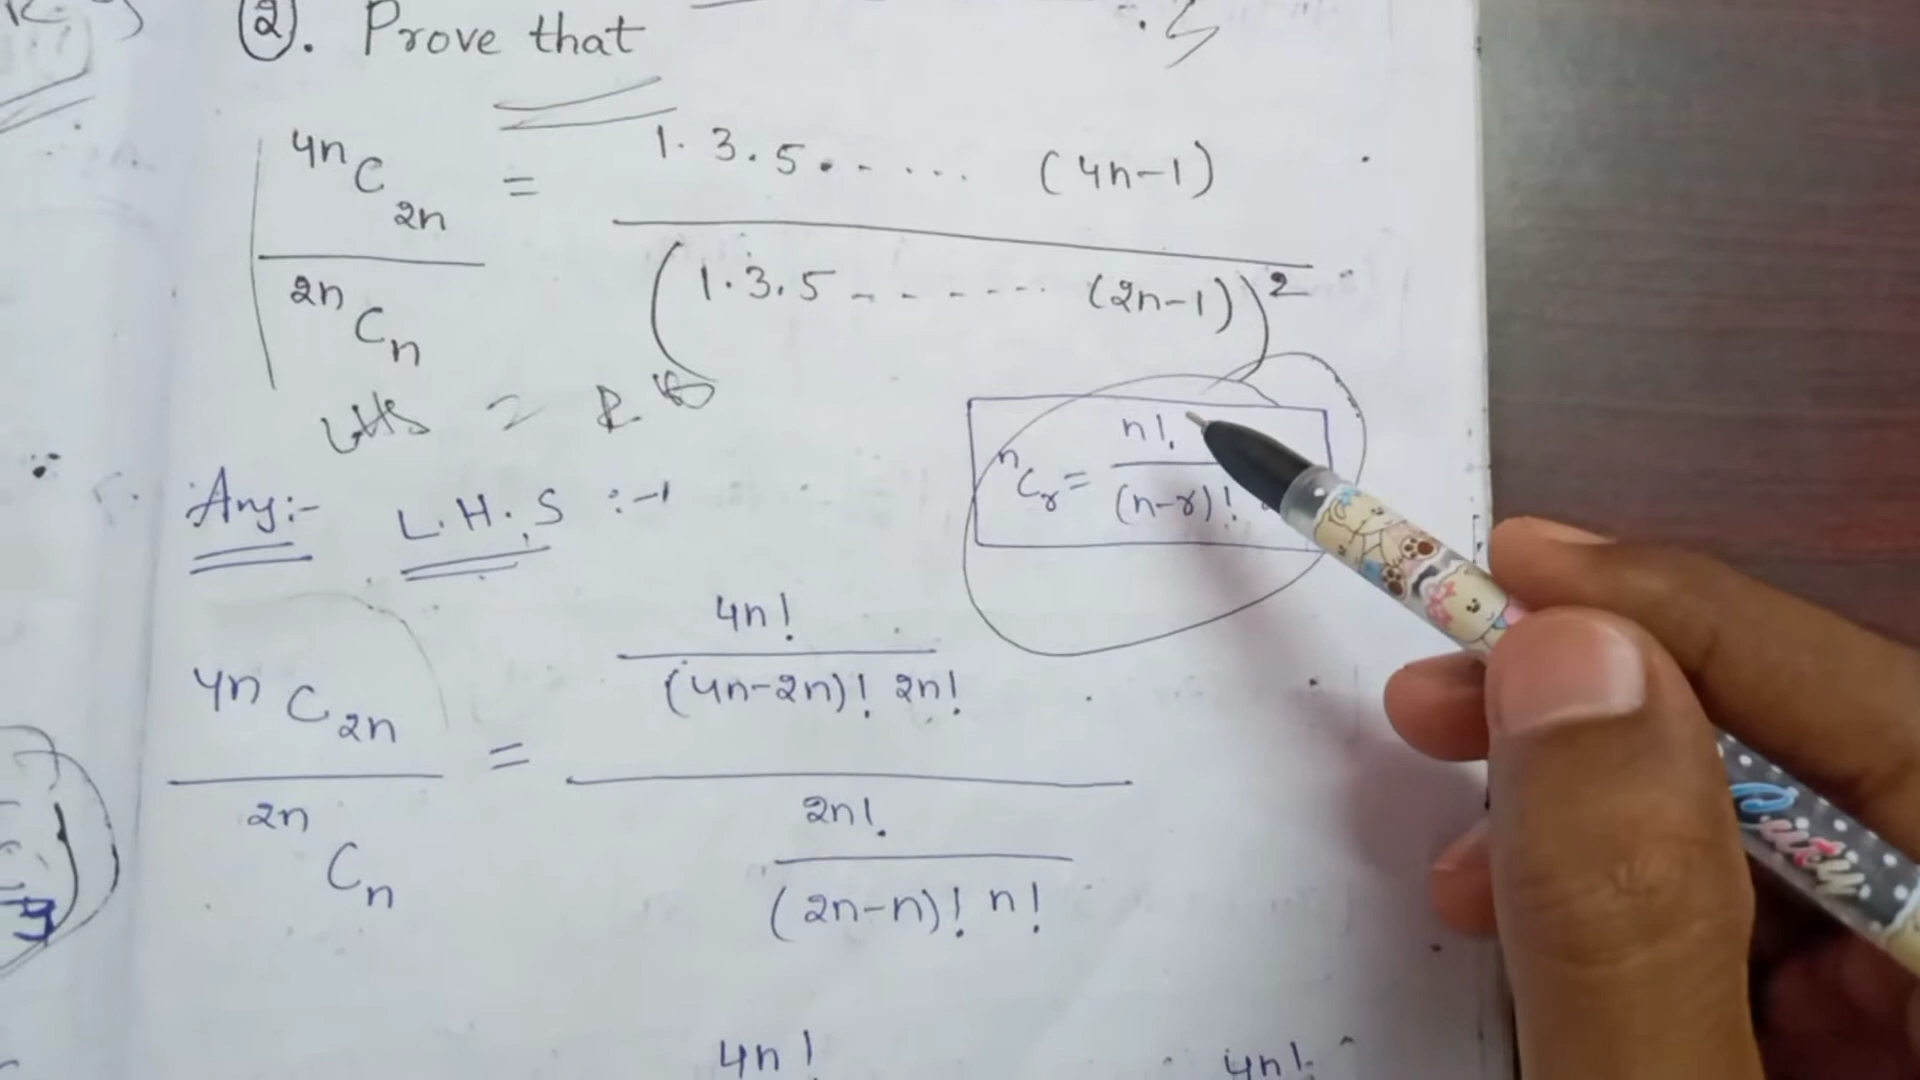 ②. Prove that
⁴ⁿC₂ₙ / ²ⁿCₙ = 1.3.5..... (4n-1) / (1.3.5------- (2n-1))²
LHS = R
ⁿCᵣ = n! / (n-r)!
Ans:- L.H.S :-
⁴ⁿC₂ₙ / ²ⁿCₙ = 4n! / (4n-2n)! 2n! / 2n! / (2n-n)! n!
4n! 4n!
Cuty